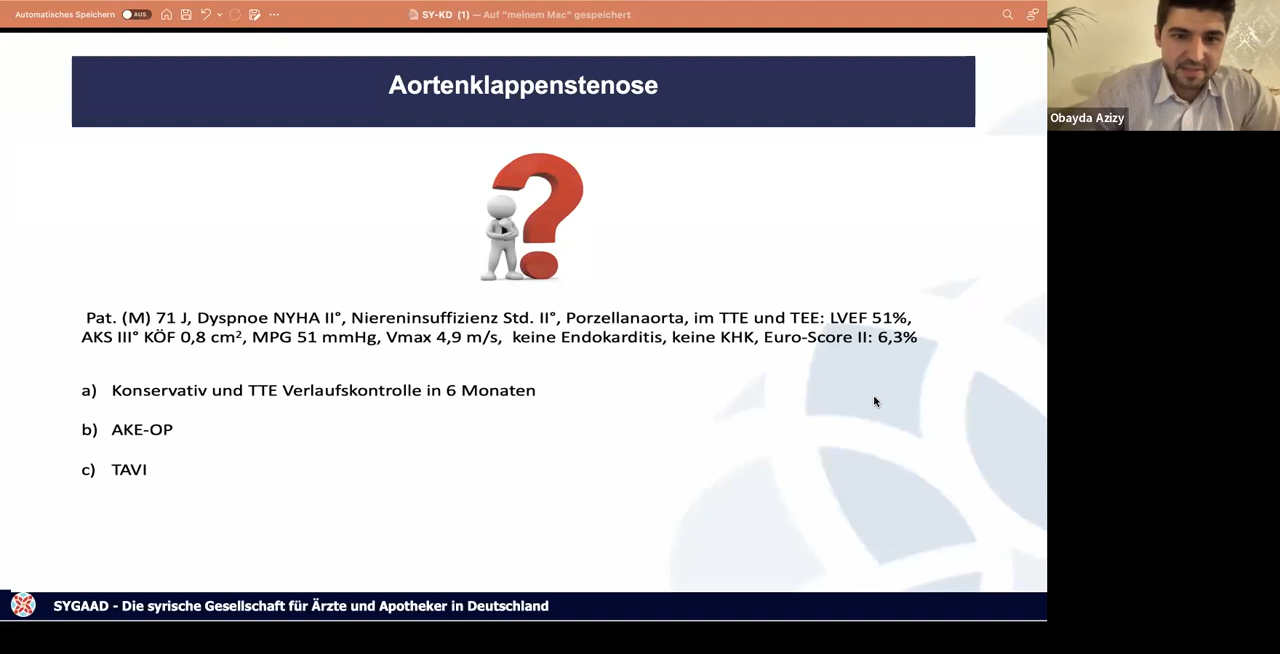 Automatisches Speichern AUS
SY-KD (1) — Auf "meinem Mac" gespeichert
Obayda Azizy
Aortenklappenstenose
Pat. (M) 71 J, Dyspnoe NYHA II°, Niereninsuffizienz Std. II°, Porzellanaorta, im TTE und TEE: LVEF 51%,
AKS III° KÖF 0,8 cm², MPG 51 mmHg, Vmax 4,9 m/s, keine Endokarditis, keine KHK, Euro-Score II: 6,3%
a) Konservativ und TTE Verlaufskontrolle in 6 Monaten
b) AKE-OP
c) TAVI
SYGAAD - Die syrische Gesellschaft für Ärzte und Apotheker in Deutschland